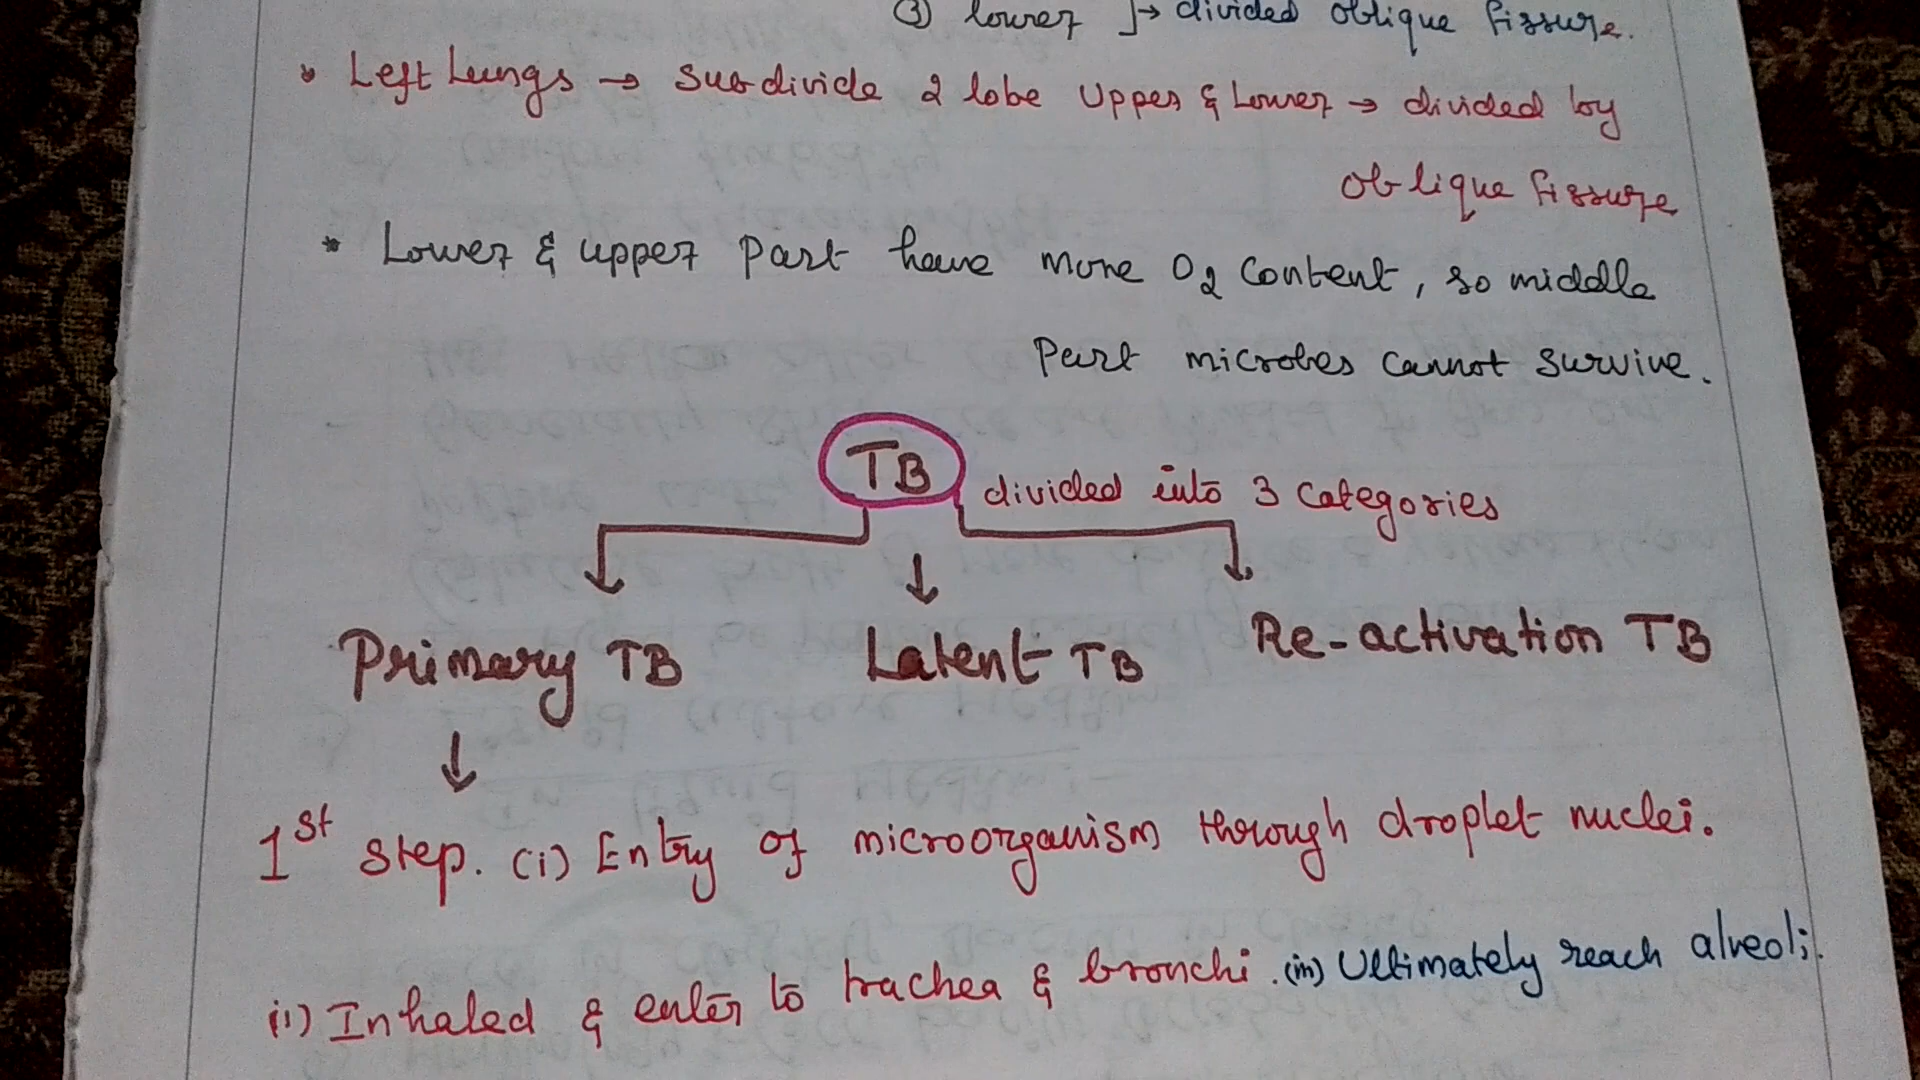 ③ lower ]→ divided oblique fissure.
* Left Lungs → Subdivide 2 lobe Upper & Lower → divided by
oblique fissure
* Lower & upper Part have more O2 content, so middle
Part microbes cannot survive.
TB
divided into 3 Categories
Primary TB Latent TB Re-activation TB
1st step. (i) Entry of microorganism through droplet nuclei.
(ii) Inhaled & enter to trachea & bronchi. (iii) Ultimately reach alveoli.